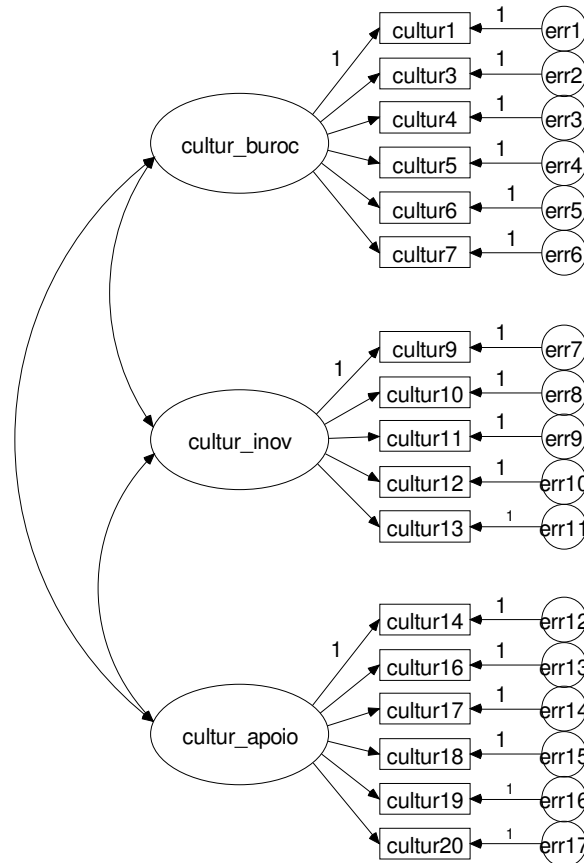 1 cultur1 1 err1
cultur3 1 err2
cultur4 1 err3
cultur_buroc
cultur5 1 err4
cultur6 1 err5
cultur7 1 err6
1 cultur9 1 err7
cultur10 1 err8
cultur_inov cultur11 1 err9
cultur12 1 err10
cultur13 1 err11
1 cultur14 1 err12
cultur16 1 err13
cultur17 1 err14
cultur_apoio
cultur18 1 err15
cultur19 1 err16
cultur20 1 err17